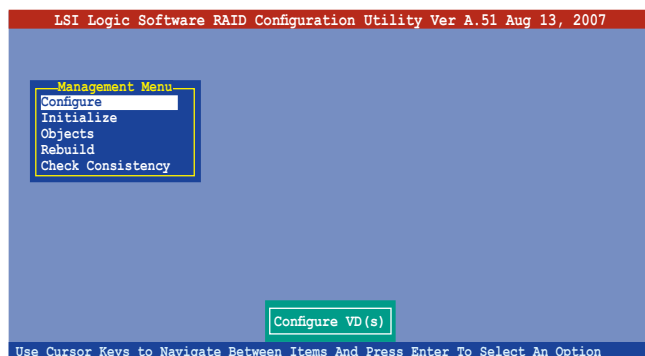 LSI Logic Software RAID Configuration Utility Ver A.51 Aug 13, 2007
Management Menu
Configure
Initialize
Objects
Rebuild
Check Consistency
Configure VD(s)
Use Cursor Keys to Navigate Between Items And Press Enter To Select An Option